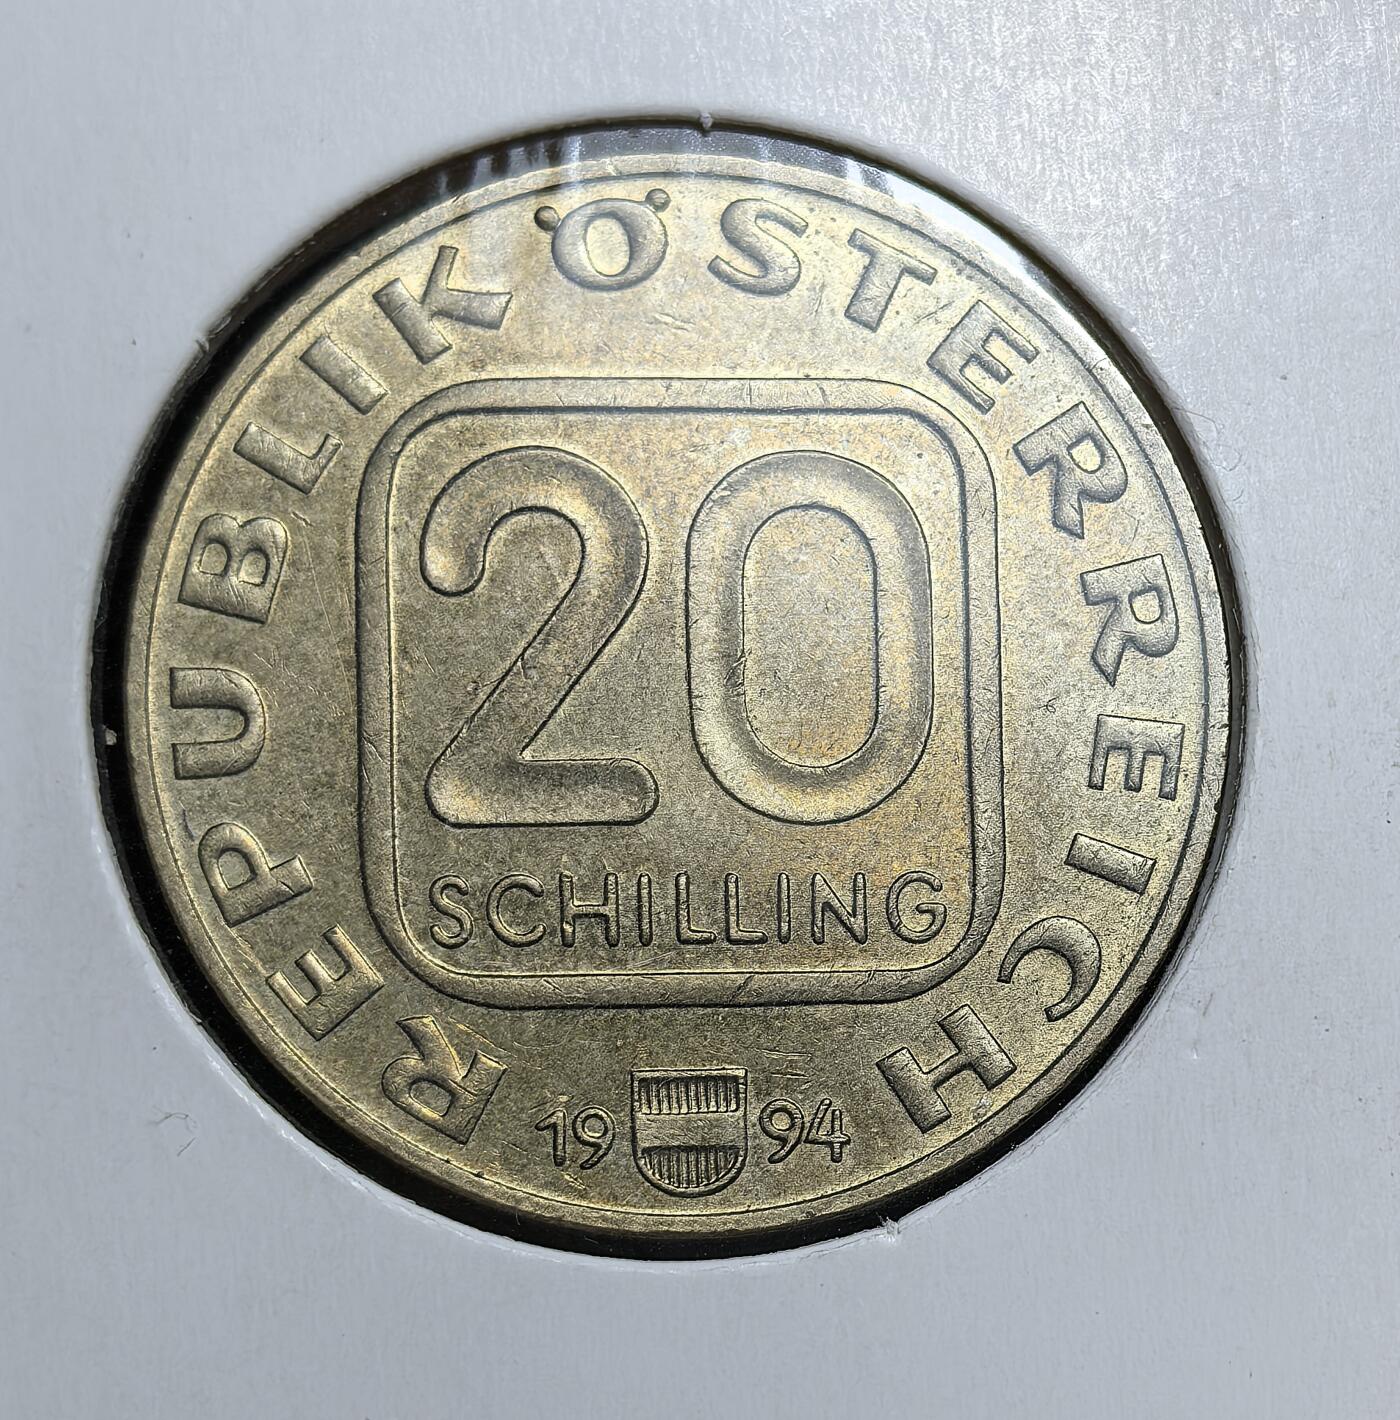 REPUBLIK ÖSTERREICH
20
SCHILLING
1994